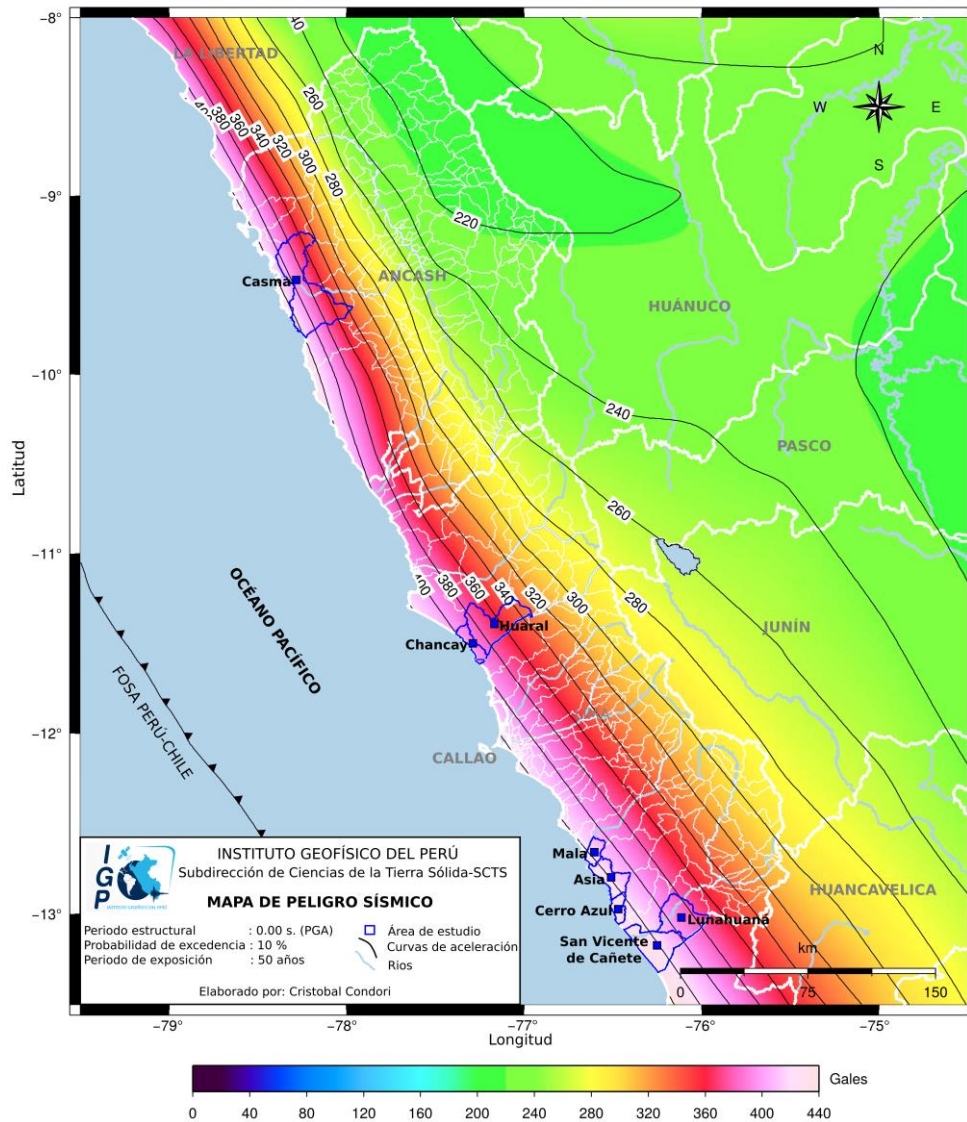 −8°
−9°
−10°
−11°
−12°
−13°
Latitud
−79°
−78°
−77°
−76°
−75°
Longitud
LA LIBERTAD
N
W
E
S
400
380
360
340
320
300
280
260
220
ANCASH
Casma
HUÁNUCO
240
PASCO
260
400
380
360
340
320
300
280
Huaral
Chancay
JUNÍN
OCÉANO PACÍFICO
FOSA PERÚ-CHILE
CALLAO
Mala
Asia
Cerro Azul
Lunahuaná
San Vicente
de Cañete
HUANCAVELICA
km
0
75
150
IGP
INSTITUTO GEOFÍSICO DEL PERÚ
Subdirección de Ciencias de la Tierra Sólida-SCTS
MAPA DE PELIGRO SÍSMICO
Periodo estructural : 0.00 s. (PGA)
Probabilidad de excedencia : 10 %
Periodo de exposición : 50 años
Área de estudio
Curvas de aceleración
Rios
Elaborado por: Cristobal Condori
Gales
0 40 80 120 160 200 240 280 320 360 400 440